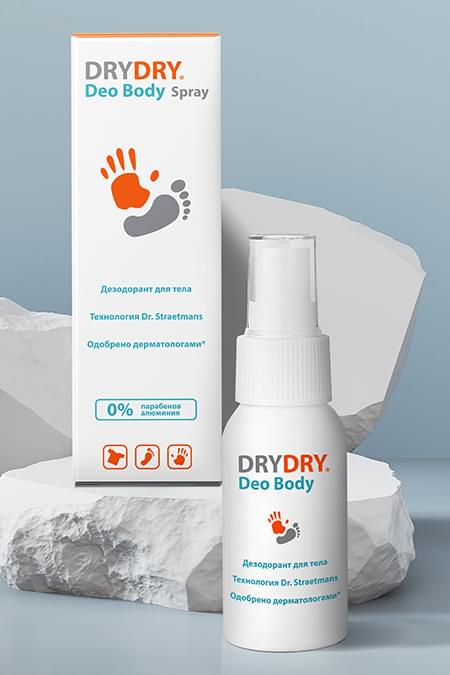 DRYDRY®
Deo Body Spray
Дезодорант для тела
Технология Dr. Straetmans
Одобрено дерматологами*
0% парабенов
алюминия
DRYDRY®
Deo Body
Дезодорант для тела
Технология Dr. Straetmans
Одобрено дерматологами*